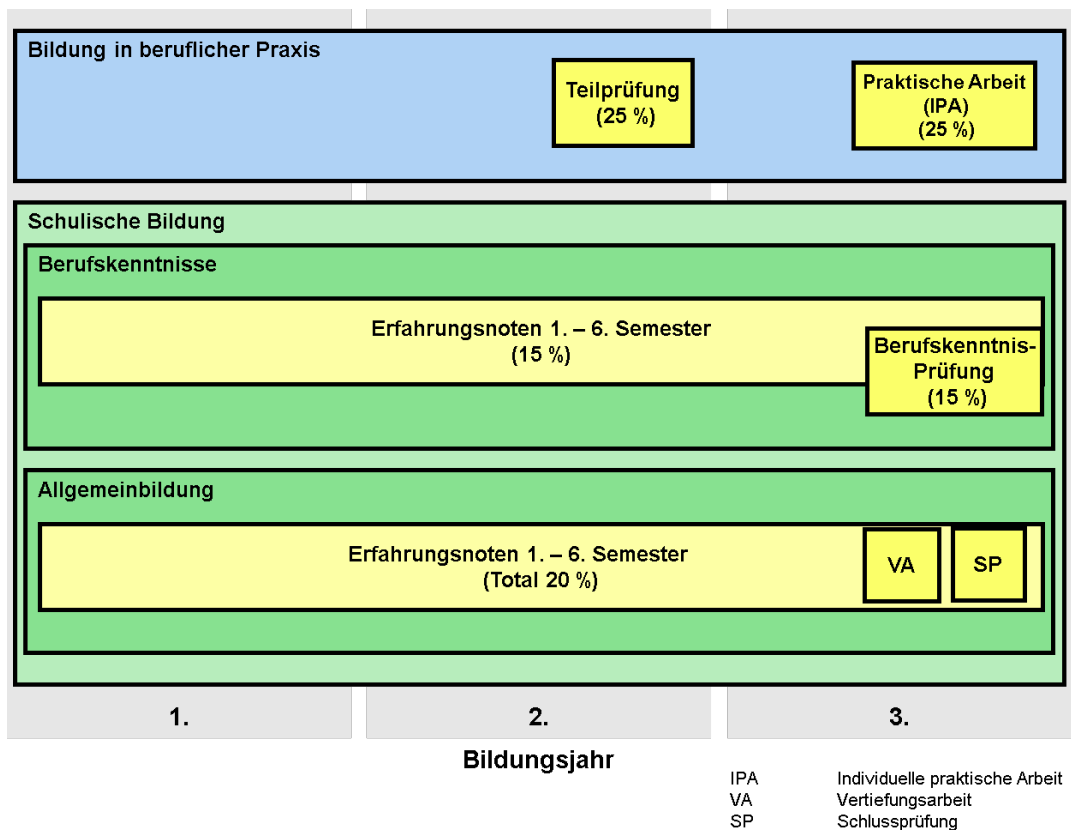 Bildung in beruflicher Praxis
Teilprüfung
(25 %)
Praktische Arbeit
(IPA)
(25 %)
Schulische Bildung
Berufskenntnisse
Erfahrungsnoten 1. – 6. Semester
(15 %)
Berufskenntnis-
Prüfung
(15 %)
Allgemeinbildung
Erfahrungsnoten 1. – 6. Semester
(Total 20 %)
VA
SP
1.
2.
3.
Bildungsjahr
IPA Individuelle praktische Arbeit
VA Vertiefungsarbeit
SP Schlussprüfung